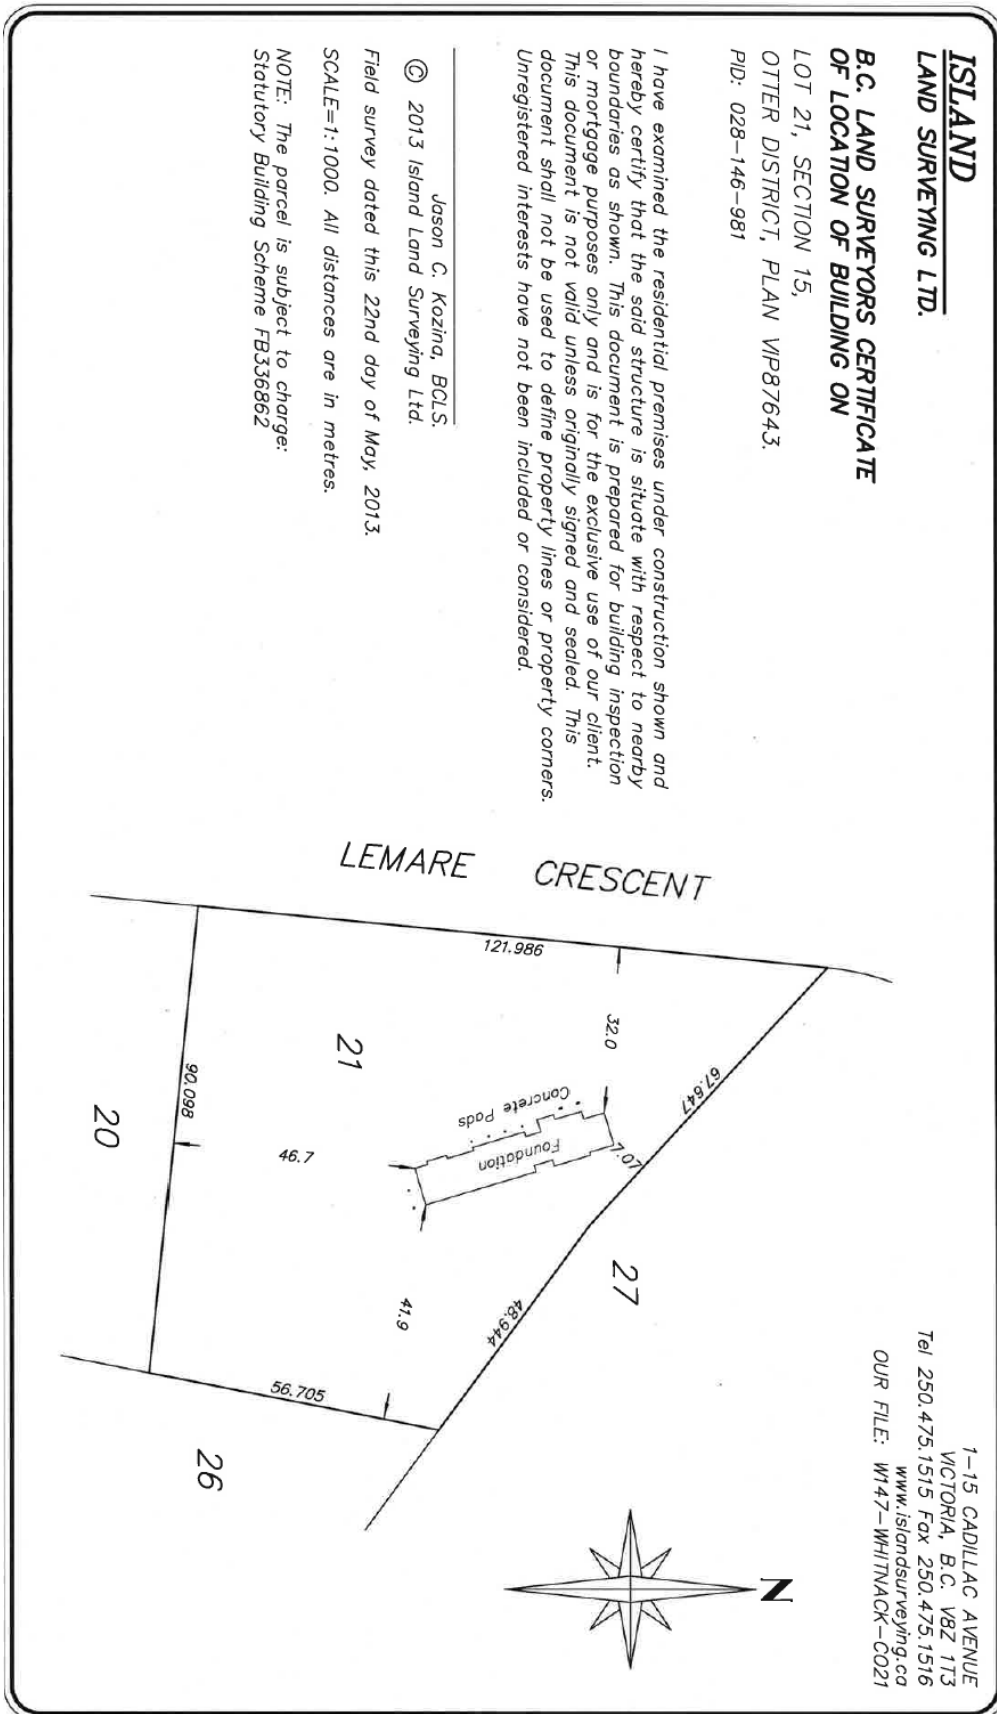 ISLAND
LAND SURVEYING LTD.
1-15 CADILLAC AVENUE
VICTORIA, B.C. V8Z 1T3
Tel 250.475.1515 Fax 250.475.1516
www.islandsurveying.ca
OUR FILE: W147-WHITNACK-C021
B.C. LAND SURVEYORS CERTIFICATE
OF LOCATION OF BUILDING ON
LOT 21, SECTION 15,
OTTER DISTRICT, PLAN VIP87643.
PID: 028-146-981
I have examined the residential premises under construction shown and
hereby certify that the said structure is situate with respect to nearby
boundaries as shown. This document is prepared for building inspection
or mortgage purposes only and is for the exclusive use of our client.
This document is not valid unless originally signed and sealed. This
document shall not be used to define property lines or property corners.
Unregistered interests have not been included or considered.
Jason C. Kozina, BCLS.
© 2013 Island Land Surveying Ltd.
Field survey dated this 22nd day of May, 2013.
SCALE=1:1000. All distances are in metres.
NOTE: The parcel is subject to charge:
Statutory Building Scheme FB336862
LEMARE CRESCENT
121.986
32.0
67.647
21
Concrete Pads
Foundation
7.07
27
46.7
90.098
20
41.9
48.944
56.705
26
N